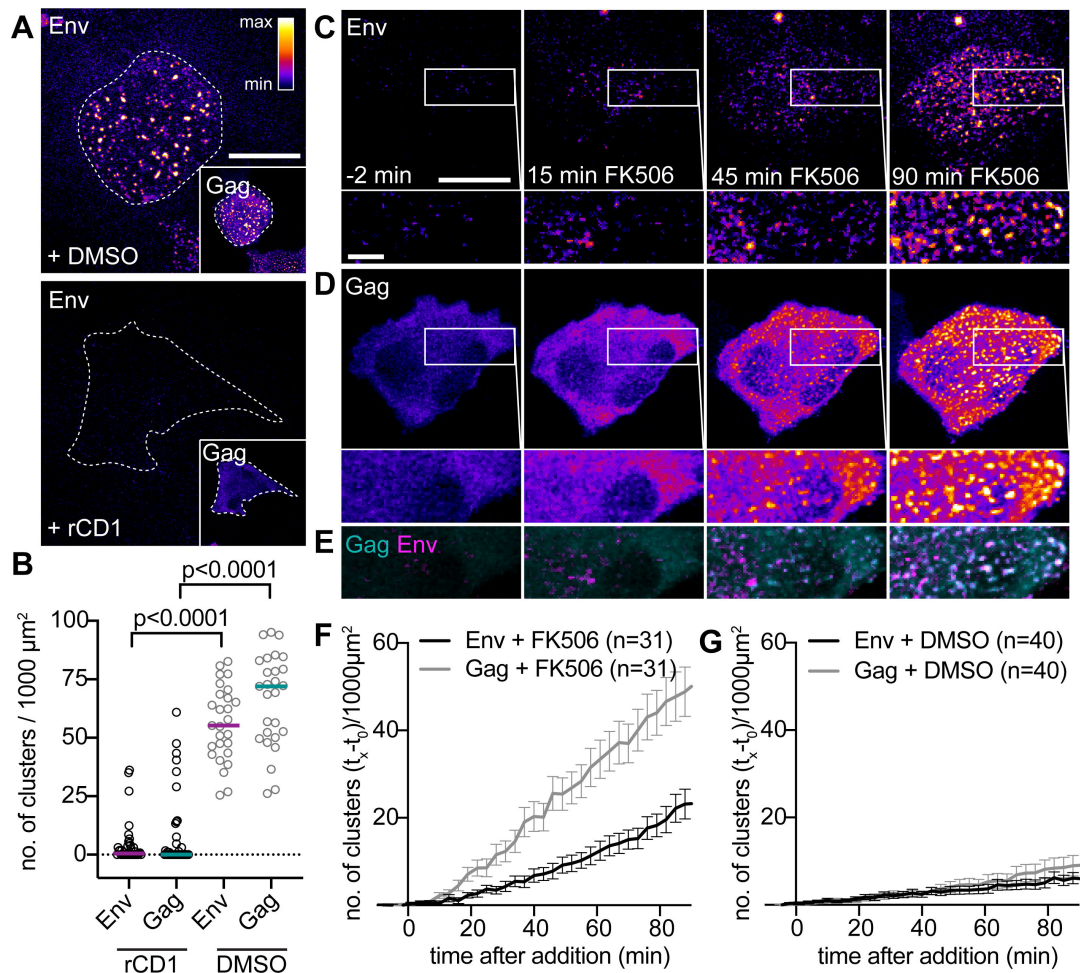 A
Env
max
min
Gag
+ DMSO
Env
Gag
+ rCD1
B
p<0.0001
p<0.0001
no. of clusters / 1000 µm²
100
75
50
25
0
Env
Gag
Env
Gag
rCD1
DMSO
C
Env
-2 min
15 min FK506
45 min FK506
90 min FK506
D
Gag
E
Gag Env
F
Env + FK506 (n=31)
Gag + FK506 (n=31)
no. of clusters (tₓ-t₀)/1000µm²
60
40
20
0
20
40
60
80
time after addition (min)
G
Env + DMSO (n=40)
Gag + DMSO (n=40)
no. of clusters (tₓ-t₀)/1000µm²
60
40
20
0
20
40
60
80
time after addition (min)